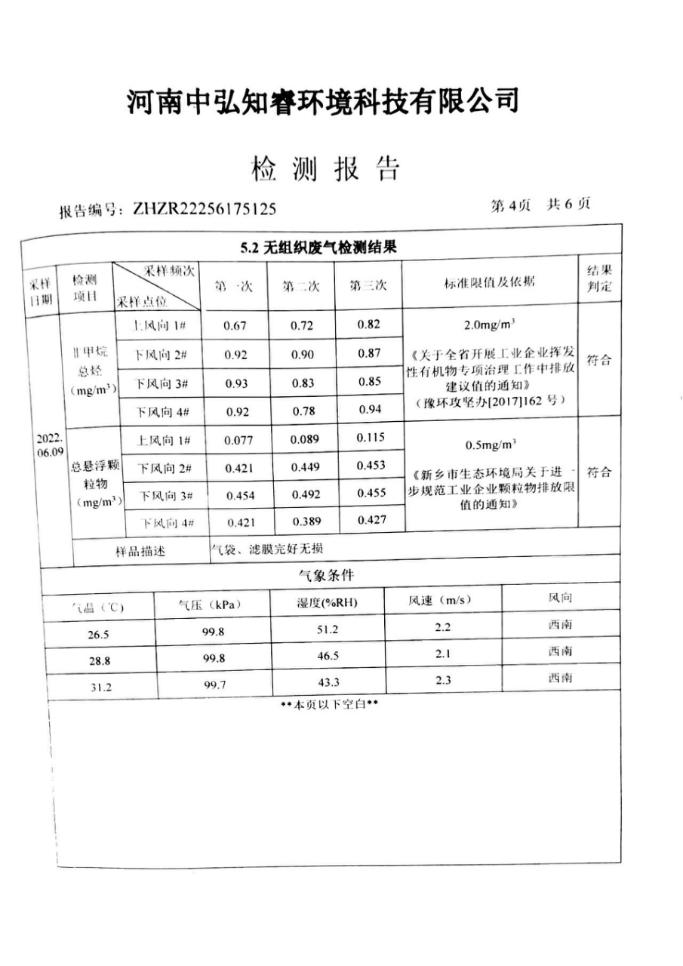 河南中弘知睿环境科技有限公司
检测报告
报告编号：ZHZR22256175125 第4页 共6页
5.2 无组织废气检测结果
采样日期 检测项目 采样频次 采样点位 第一次 第二次 第三次 标准限值及依据 结果判定
2022.06.09
甲烷总烃（mg/m³）
上风向 1# 0.67 0.72 0.82
下风向 2# 0.92 0.90 0.87
下风向 3# 0.93 0.83 0.85
下风向 4# 0.92 0.78 0.94
2.0mg/m³
《关于全省开展工业企业挥发
性有机物专项治理工作中排放
建议值的通知》
（豫环攻坚办[2017]162 号）
符合
总悬浮颗粒物（mg/m³）
上风向 1# 0.077 0.089 0.115
下风向 2# 0.421 0.449 0.453
下风向 3# 0.454 0.492 0.455
下风向 4# 0.421 0.389 0.427
0.5mg/m³
《新乡市生态环境局关于进一
步规范工业企业颗粒物排放限
值的通知》
符合
样品描述 气袋、滤膜完好无损
气象条件
气温（℃） 气压（kPa） 湿度(%RH) 风速（m/s） 风向
26.5 99.8 51.2 2.2 西南
28.8 99.8 46.5 2.1 西南
31.2 99.7 43.3 2.3 西南
**本页以下空白**